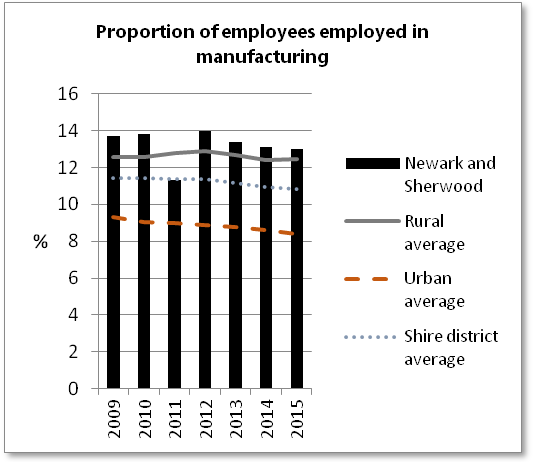 Proportion of employees employed in
manufacturing
16
14
12
10
8
6
4
2
0
%
2009
2010
2011
2012
2013
2014
2015
Newark and
Sherwood
Rural
average
Urban
average
Shire district
average